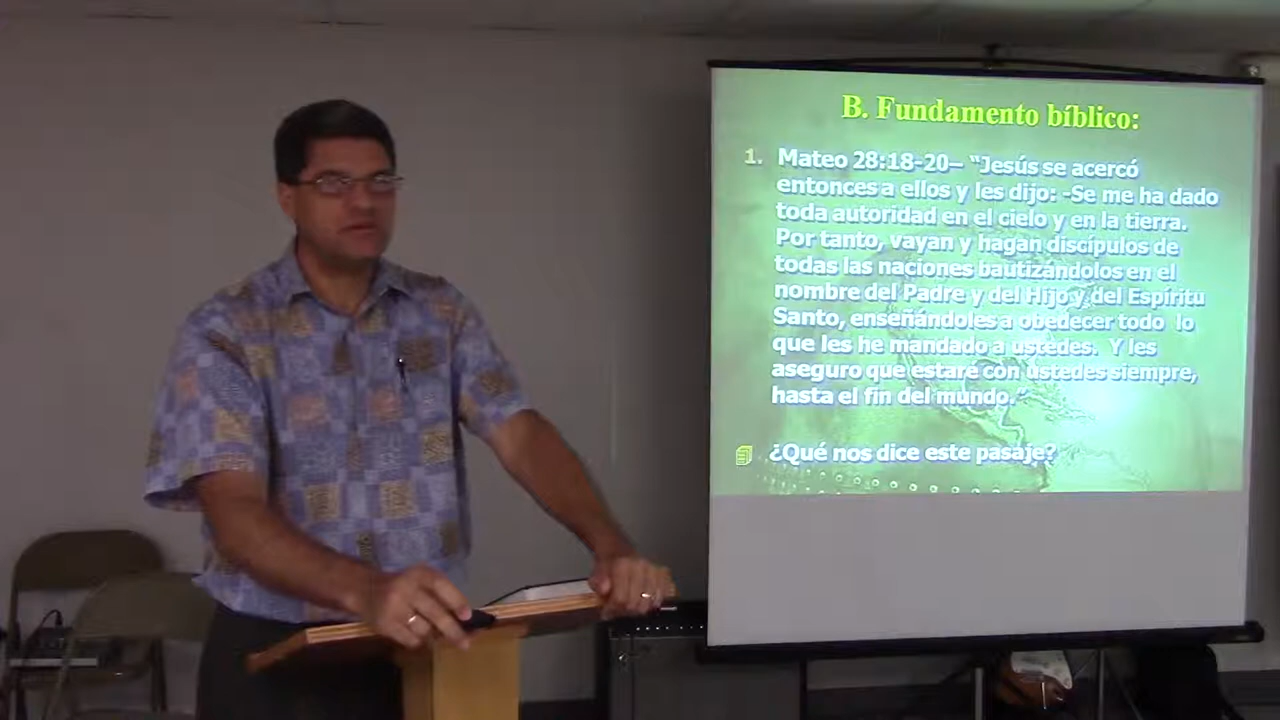 B. Fundamento bíblico:
1. Mateo 28:18-20– “Jesús se acercó
entonces a ellos y les dijo: -Se me ha dado
toda autoridad en el cielo y en la tierra.
Por tanto, vayan y hagan discípulos de
todas las naciones bautizándolos en el
nombre del Padre y del Hijo y del Espíritu
Santo, enseñándoles a obedecer todo lo
que les he mandado a ustedes. Y les
aseguro que estare con ustedes siempre,
hasta el fin del mundo.”
¿Qué nos dice este pasaje?